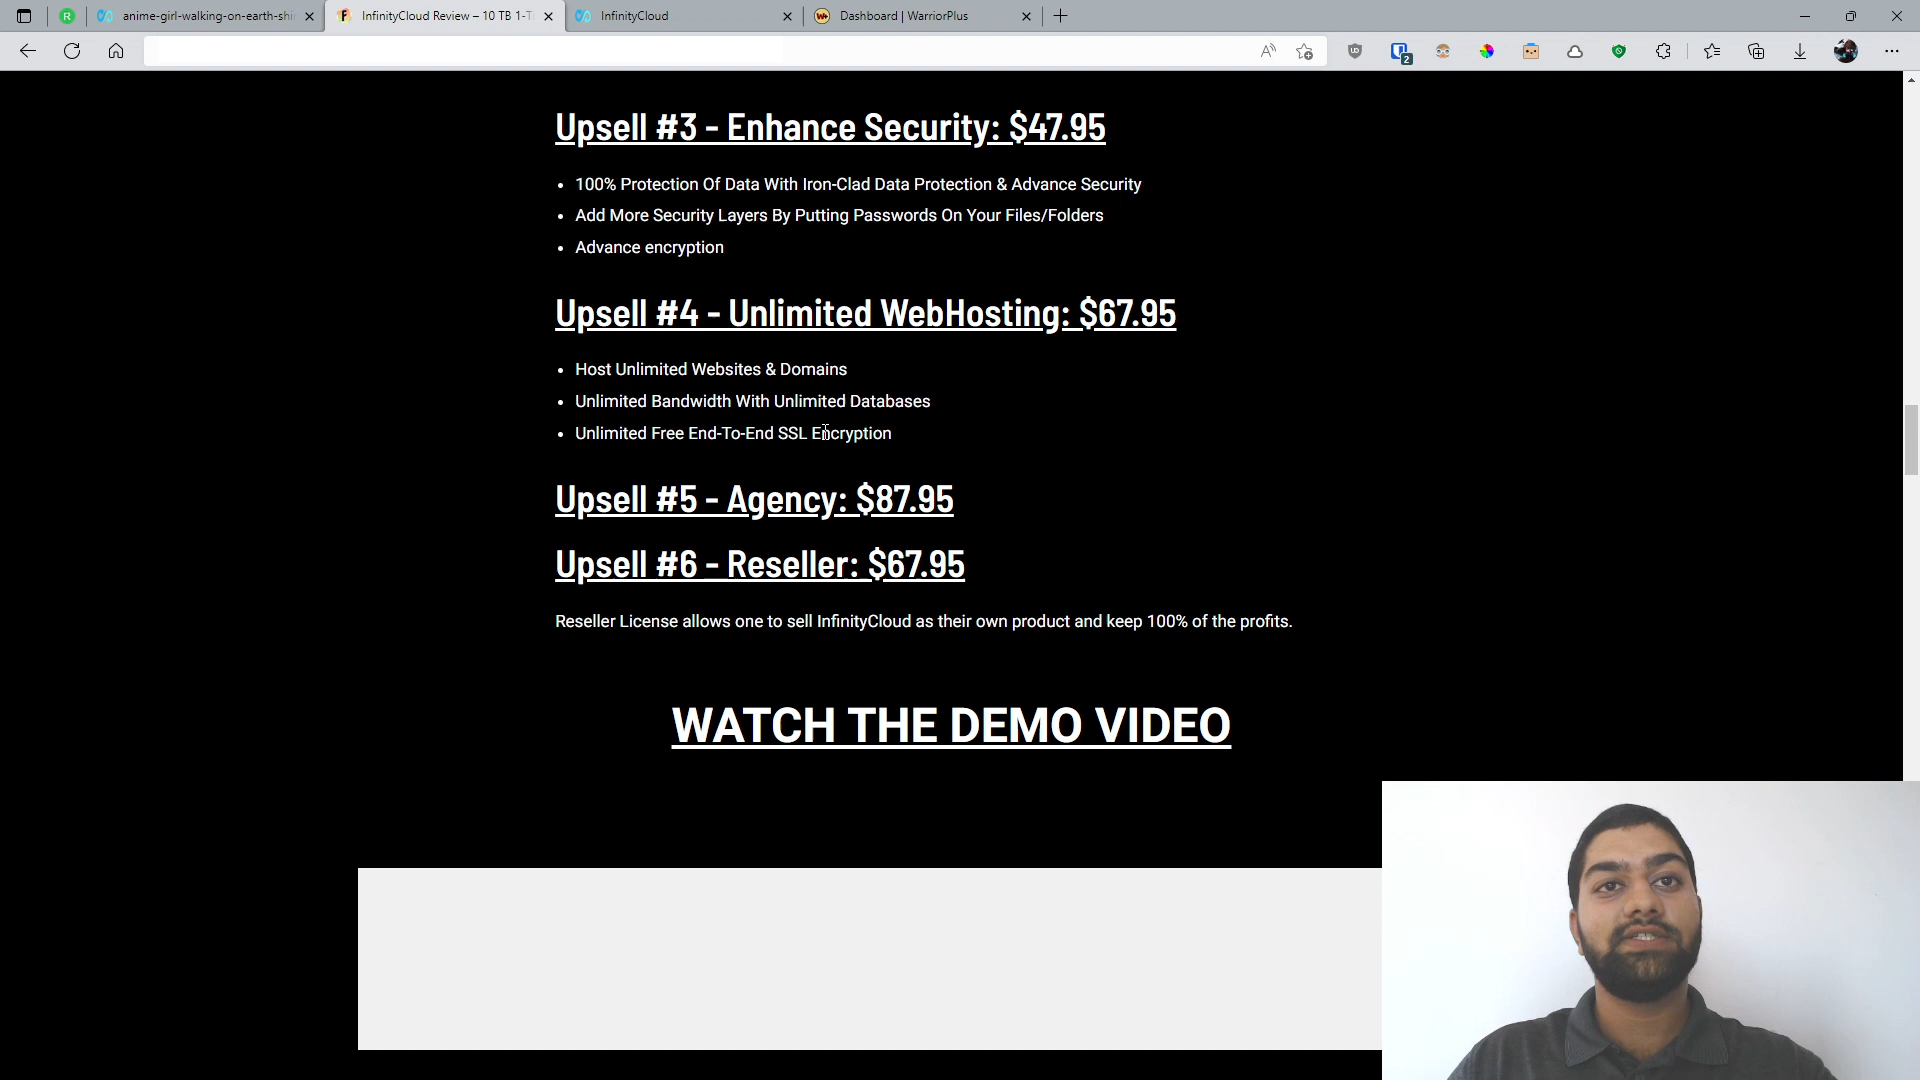 anime-girl-walking-on-earth-shi
InfinityCloud Review – 10 TB 1-T
InfinityCloud
Dashboard | WarriorPlus
Upsell #3 - Enhance Security: $47.95
• 100% Protection Of Data With Iron-Clad Data Protection & Advance Security
• Add More Security Layers By Putting Passwords On Your Files/Folders
• Advance encryption
Upsell #4 - Unlimited WebHosting: $67.95
• Host Unlimited Websites & Domains
• Unlimited Bandwidth With Unlimited Databases
• Unlimited Free End-To-End SSL Encryption
Upsell #5 - Agency: $87.95
Upsell #6 - Reseller: $67.95
Reseller License allows one to sell InfinityCloud as their own product and keep 100% of the profits.
WATCH THE DEMO VIDEO